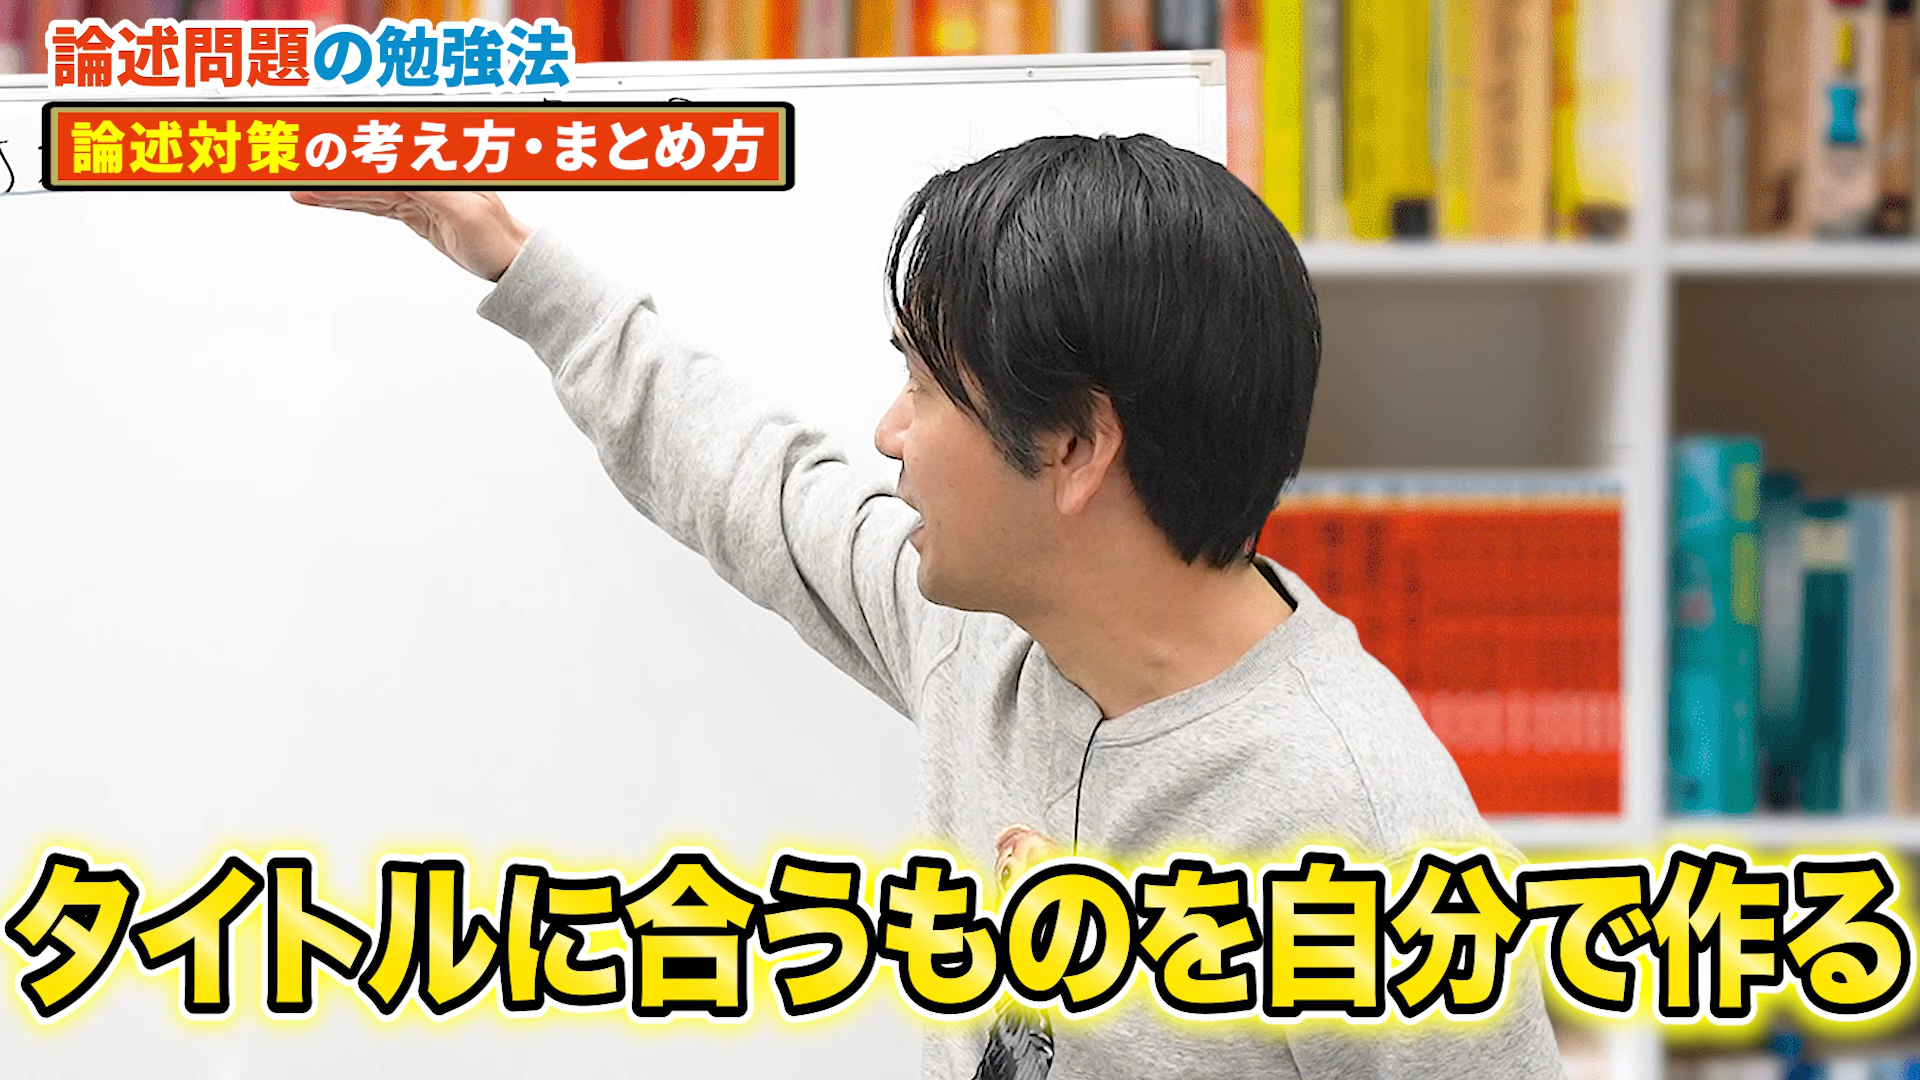 論述問題の勉強法
論述対策の考え方・まとめ方
タイトルに合うものを自分で作る